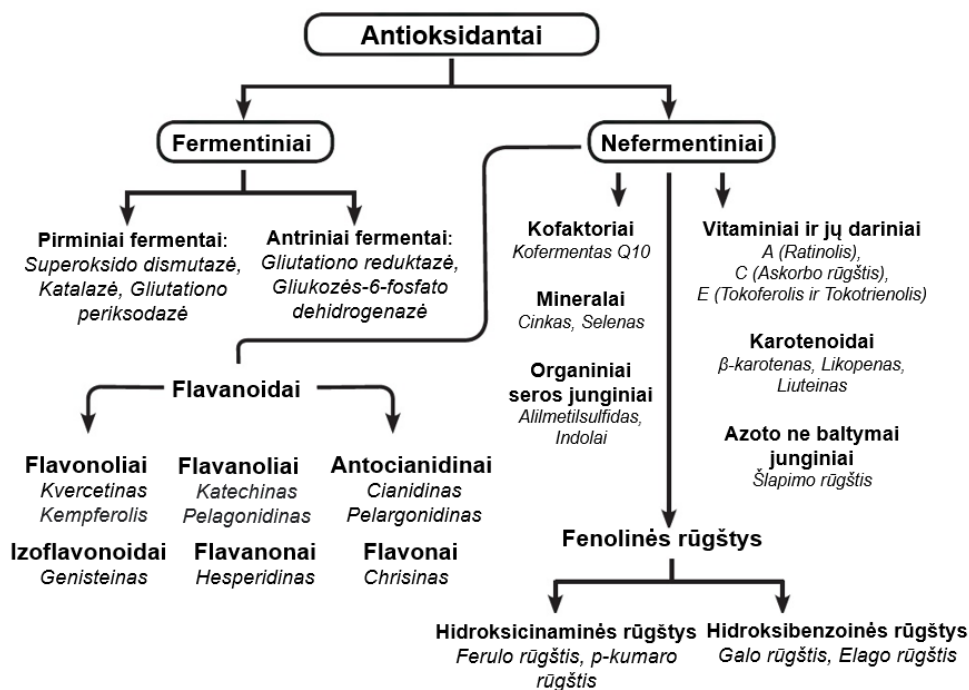 Antioksidantai
Fermentiniai
Nefermentiniai
Pirminiai fermentai:
Superoksido dismutazė,
Katalazė, Gliutationo
periksodazė
Antriniai fermentai:
Gliutationo reduktazė,
Gliukozės-6-fosfato
dehidrogenazė
Kofaktoriai
Kofermentas Q10
Mineralai
Cinkas, Selenas
Organiniai
seros junginiai
Alilmetilsulfidas,
Indolai
Vitaminiai ir jų dariniai
A (Ratinolis),
C (Askorbo rūgštis),
E (Tokoferolis ir Tokotrienolis)
Karotenoidai
β-karotenas, Likopenas,
Liuteinas
Azoto ne baltymai
junginiai
Šlapimo rūgštis
Flavanoidai
Flavonoliai
Kvercetinas
Kempferolis
Flavanoliai
Katechinas
Pelagonidinas
Antocianidinai
Cianidinas
Pelargonidinas
Izoflavonoidai
Genisteinas
Flavanonai
Hesperidinas
Flavonai
Chrisinas
Fenolinės rūgštys
Hidroksicinaminės rūgštys
Ferulo rūgštis, p-kumaro
rūgštis
Hidroksibenzoinės rūgštys
Galo rūgštis, Elago rūgštis